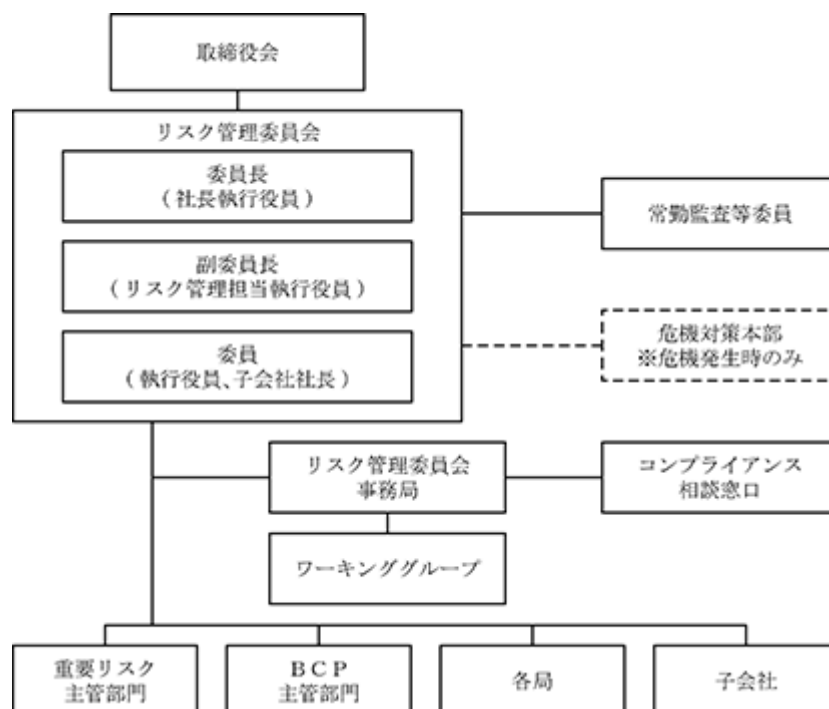 取締役会
リスク管理委員会
委員長
(社長執行役員)
副委員長
(リスク管理担当執行役員)
委員
(執行役員、子会社社長)
常勤監査等委員
危機対策本部
※危機発生時のみ
リスク管理委員会
事務局
コンプライアンス
相談窓口
ワーキンググループ
重要リスク
主管部門
BCP
主管部門
各局
子会社